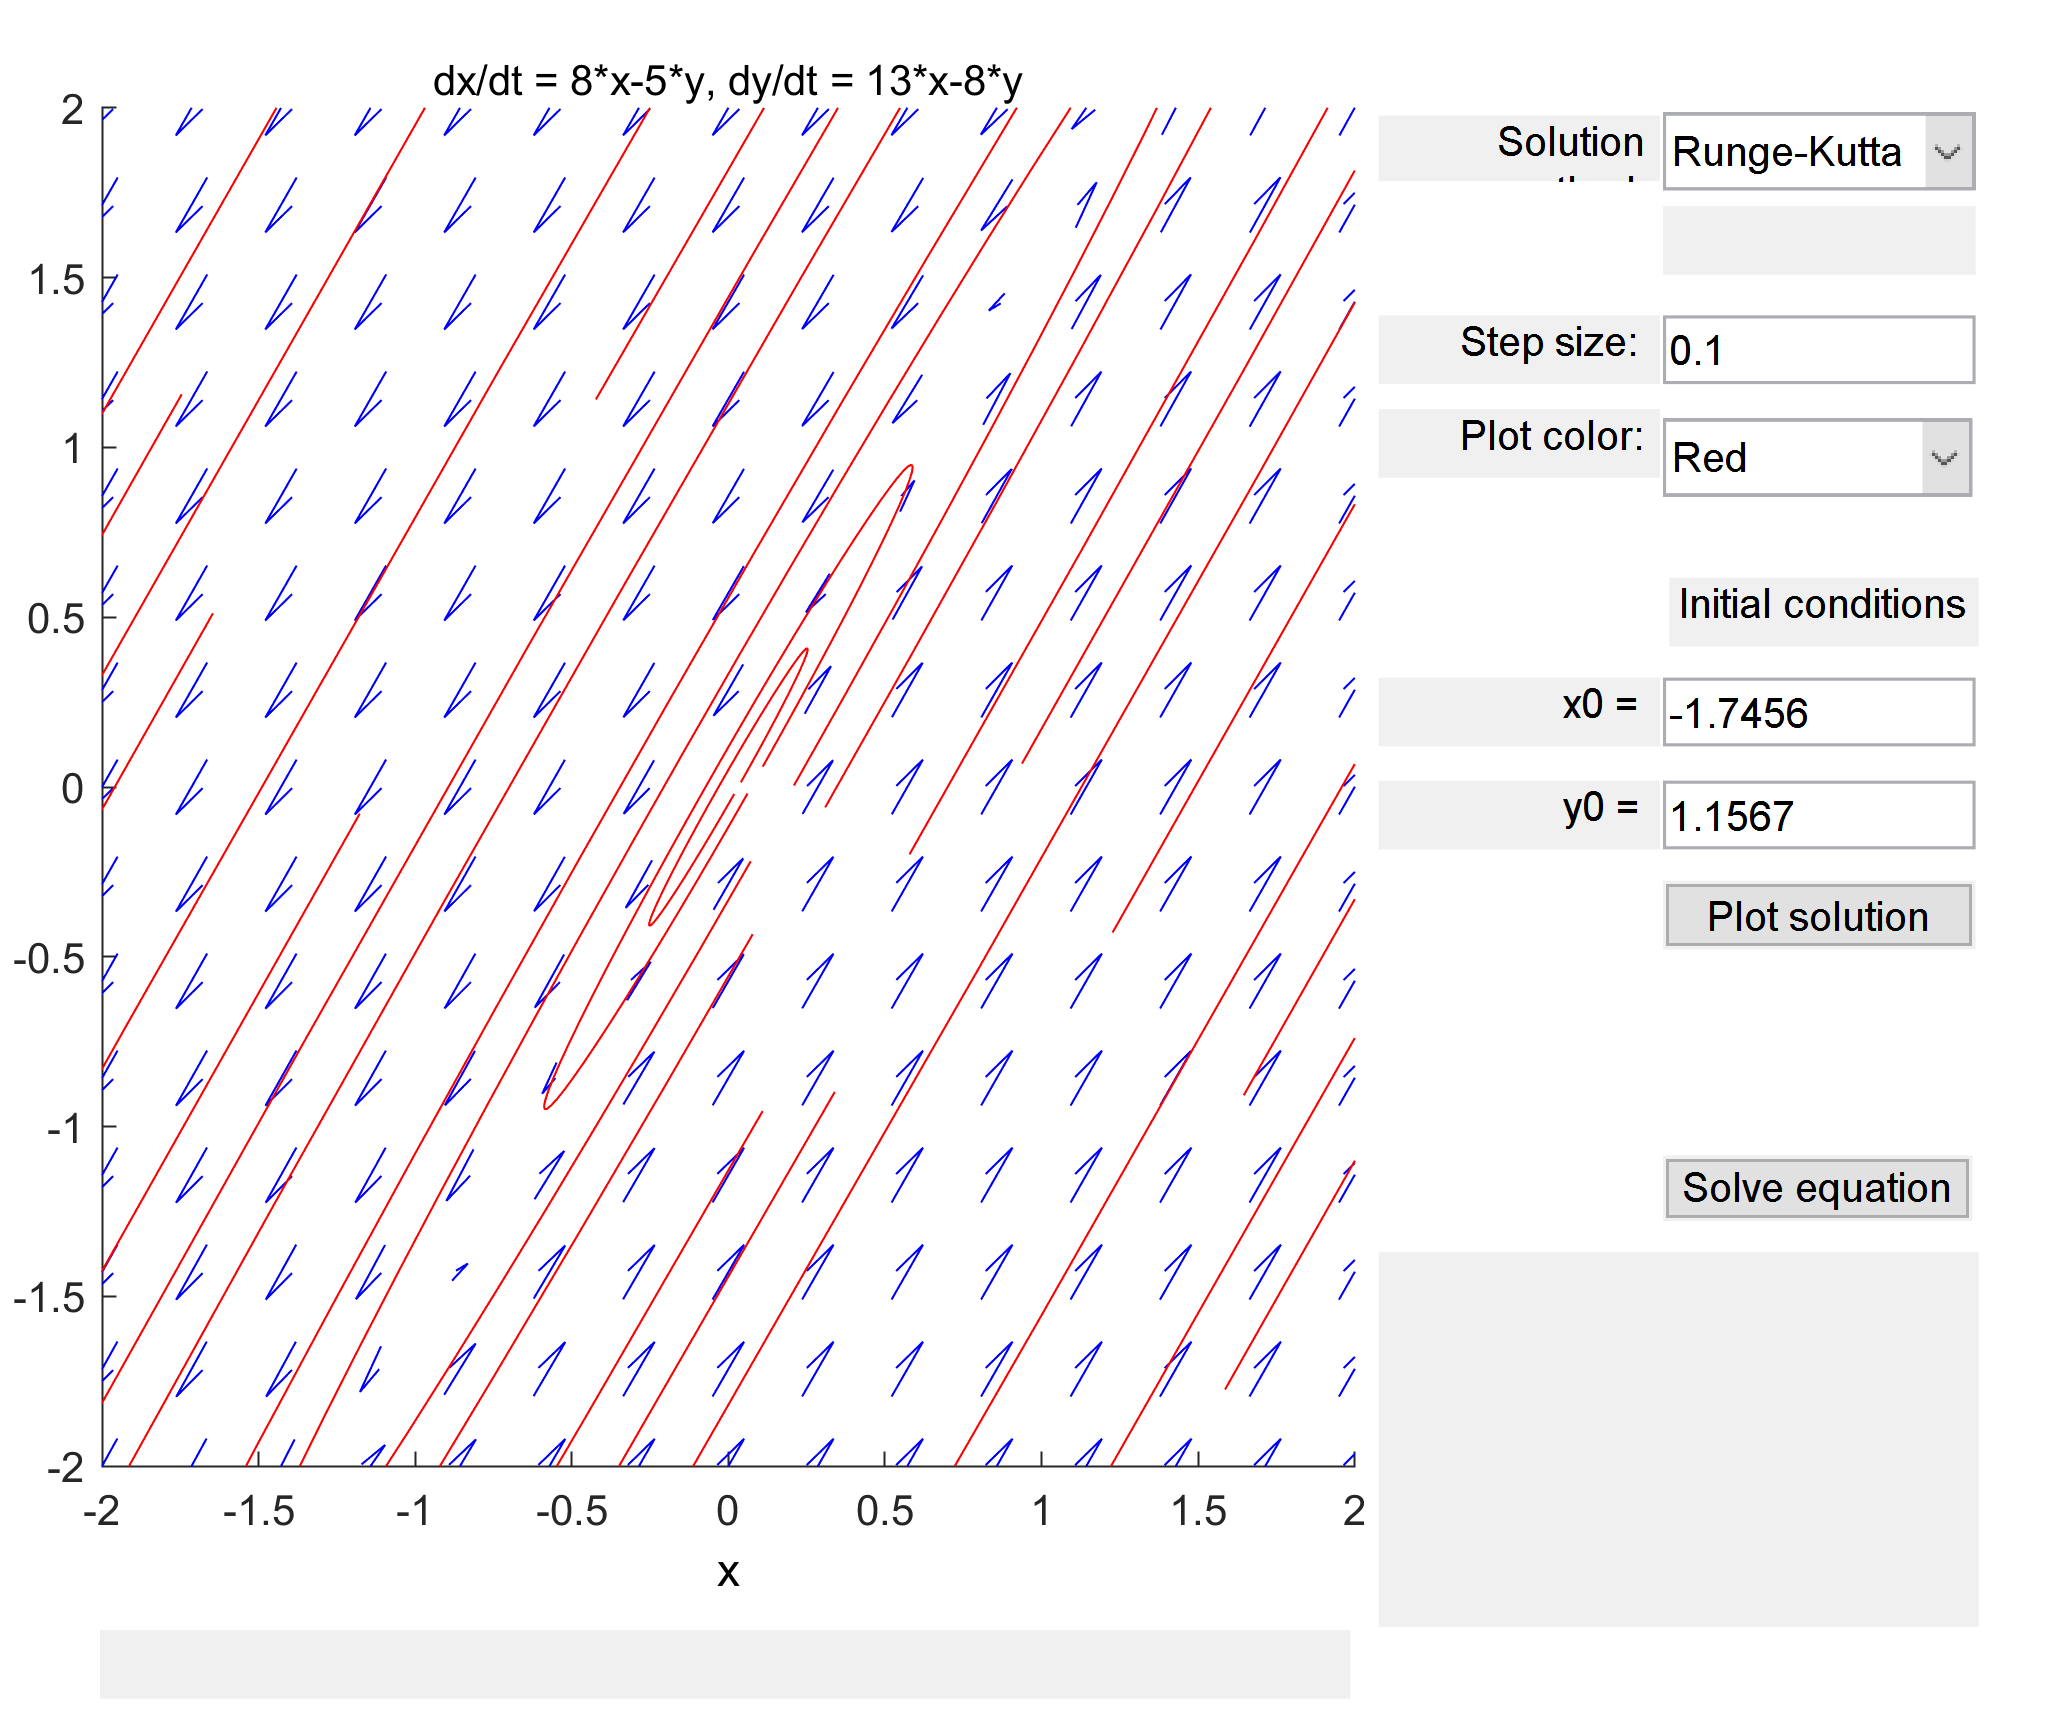 dx/dt = 8*x-5*y, dy/dt = 13*x-8*y
2
1.5
1
0.5
0
-0.5
-1
-1.5
-2
-2
-1.5
-1
-0.5
0
0.5
1
1.5
2
x
Solution
Runge-Kutta
Step size:
0.1
Plot color:
Red
Initial conditions
x0 =
-1.7456
y0 =
1.1567
Plot solution
Solve equation